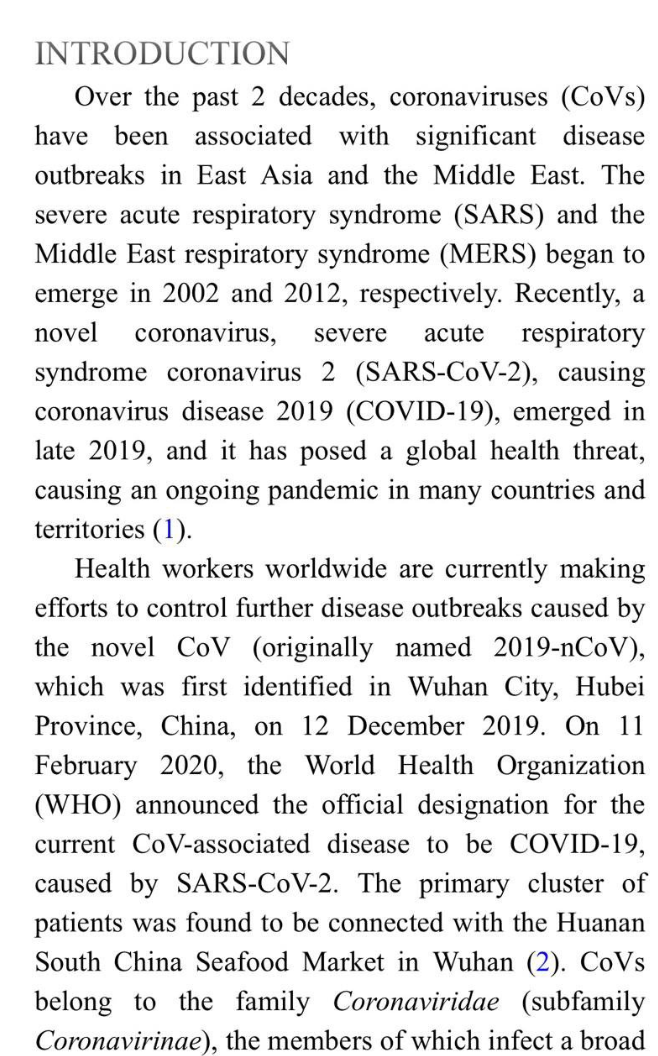 INTRODUCTION
Over the past 2 decades, coronaviruses (CoVs)
have been associated with significant disease
outbreaks in East Asia and the Middle East. The
severe acute respiratory syndrome (SARS) and the
Middle East respiratory syndrome (MERS) began to
emerge in 2002 and 2012, respectively. Recently, a
novel coronavirus, severe acute respiratory
syndrome coronavirus 2 (SARS-CoV-2), causing
coronavirus disease 2019 (COVID-19), emerged in
late 2019, and it has posed a global health threat,
causing an ongoing pandemic in many countries and
territories (1).
Health workers worldwide are currently making
efforts to control further disease outbreaks caused by
the novel CoV (originally named 2019-nCoV),
which was first identified in Wuhan City, Hubei
Province, China, on 12 December 2019. On 11
February 2020, the World Health Organization
(WHO) announced the official designation for the
current CoV-associated disease to be COVID-19,
caused by SARS-CoV-2. The primary cluster of
patients was found to be connected with the Huanan
South China Seafood Market in Wuhan (2). CoVs
belong to the family Coronaviridae (subfamily
Coronavirinae), the members of which infect a broad